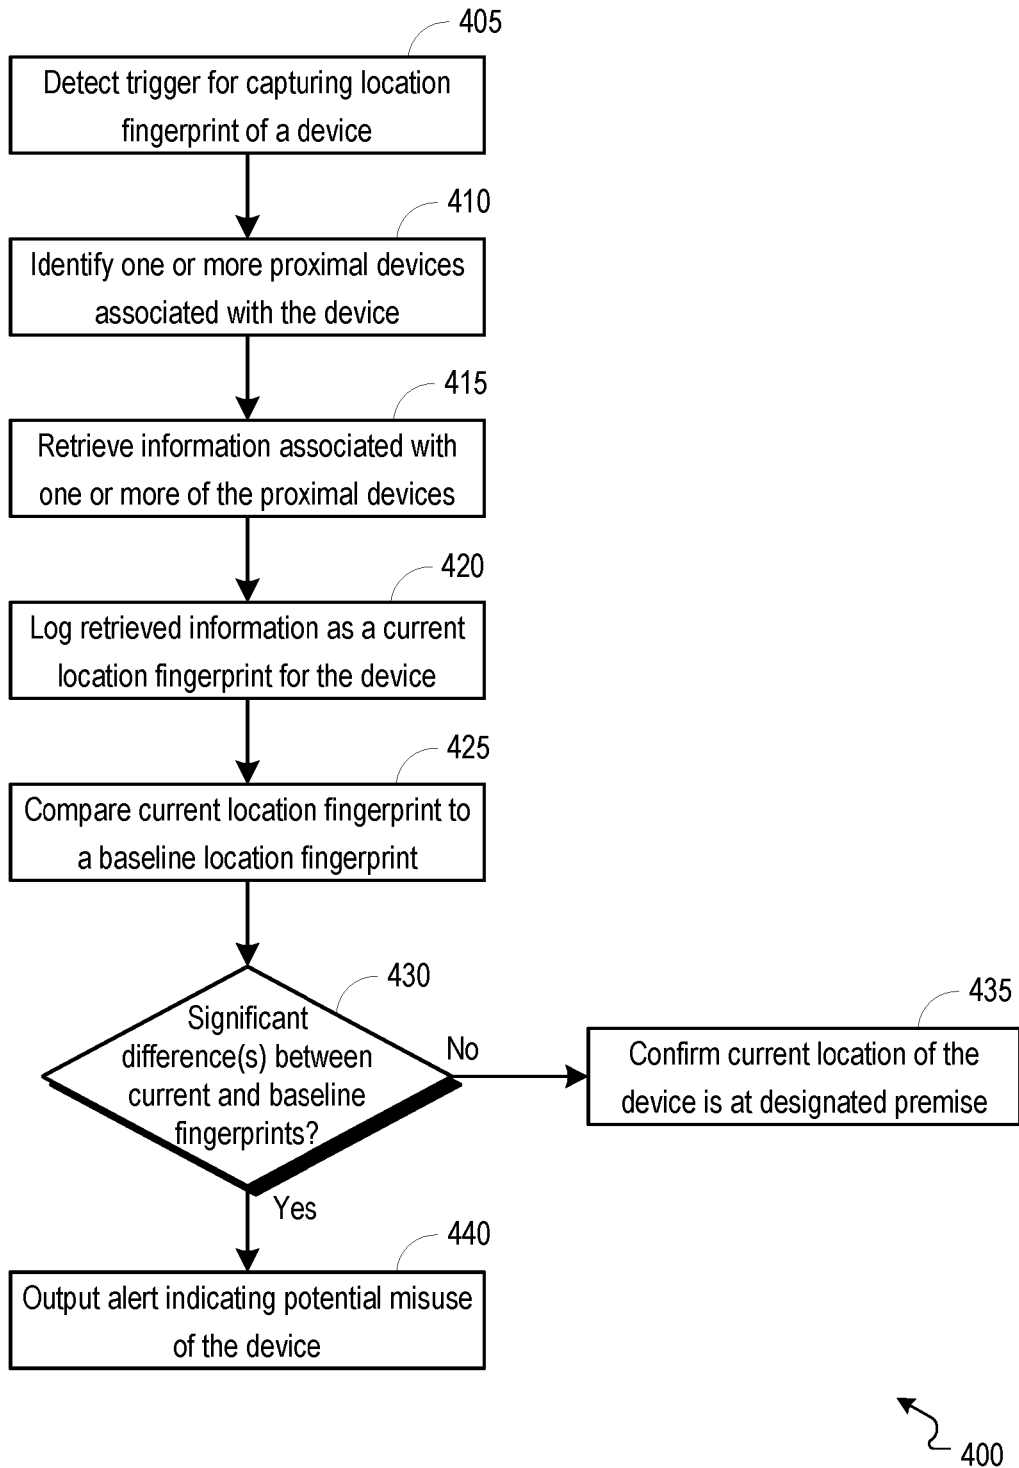 405
Detect trigger for capturing location
fingerprint of a device
410
Identify one or more proximal devices
associated with the device
415
Retrieve information associated with
one or more of the proximal devices
420
Log retrieved information as a current
location fingerprint for the device
425
Compare current location fingerprint to
a baseline location fingerprint
430
Significant
difference(s) between
current and baseline
fingerprints?
No
435
Confirm current location of the
device is at designated premise
Yes
440
Output alert indicating potential misuse
of the device
400